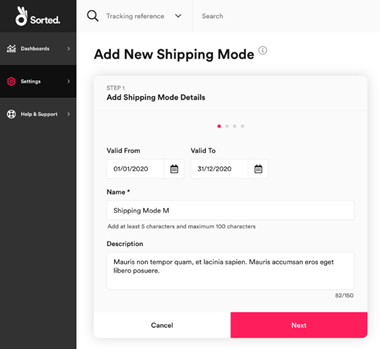 Sorted.
Tracking reference
Search
Dashboards
Settings
Help & Support
Add New Shipping Mode
STEP 1
Add Shipping Mode Details
Valid From
Valid To
01/01/2020
31/12/2020
Name *
Shipping Mode M
Add at least 5 characters and maximum 100 characters
Description
Mauris non tempor quam, et lacinia sapien. Mauris accumsan eros eget
libero posuere.
82/150
Cancel
Next